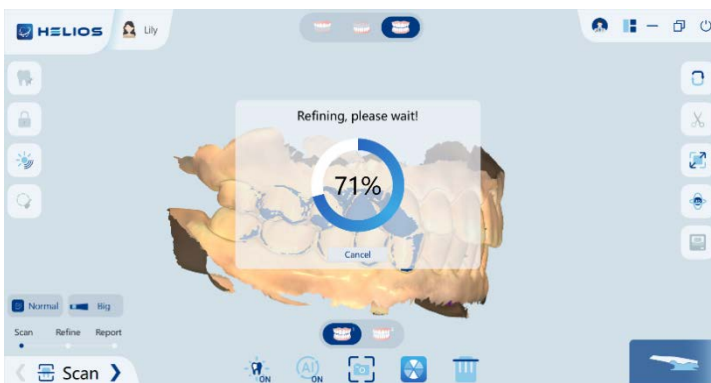 HELIOS
Lily
Refining, please wait!
71%
Cancel
Normal
Big
Scan
Refine
Report
ON
AI
ON
Scan